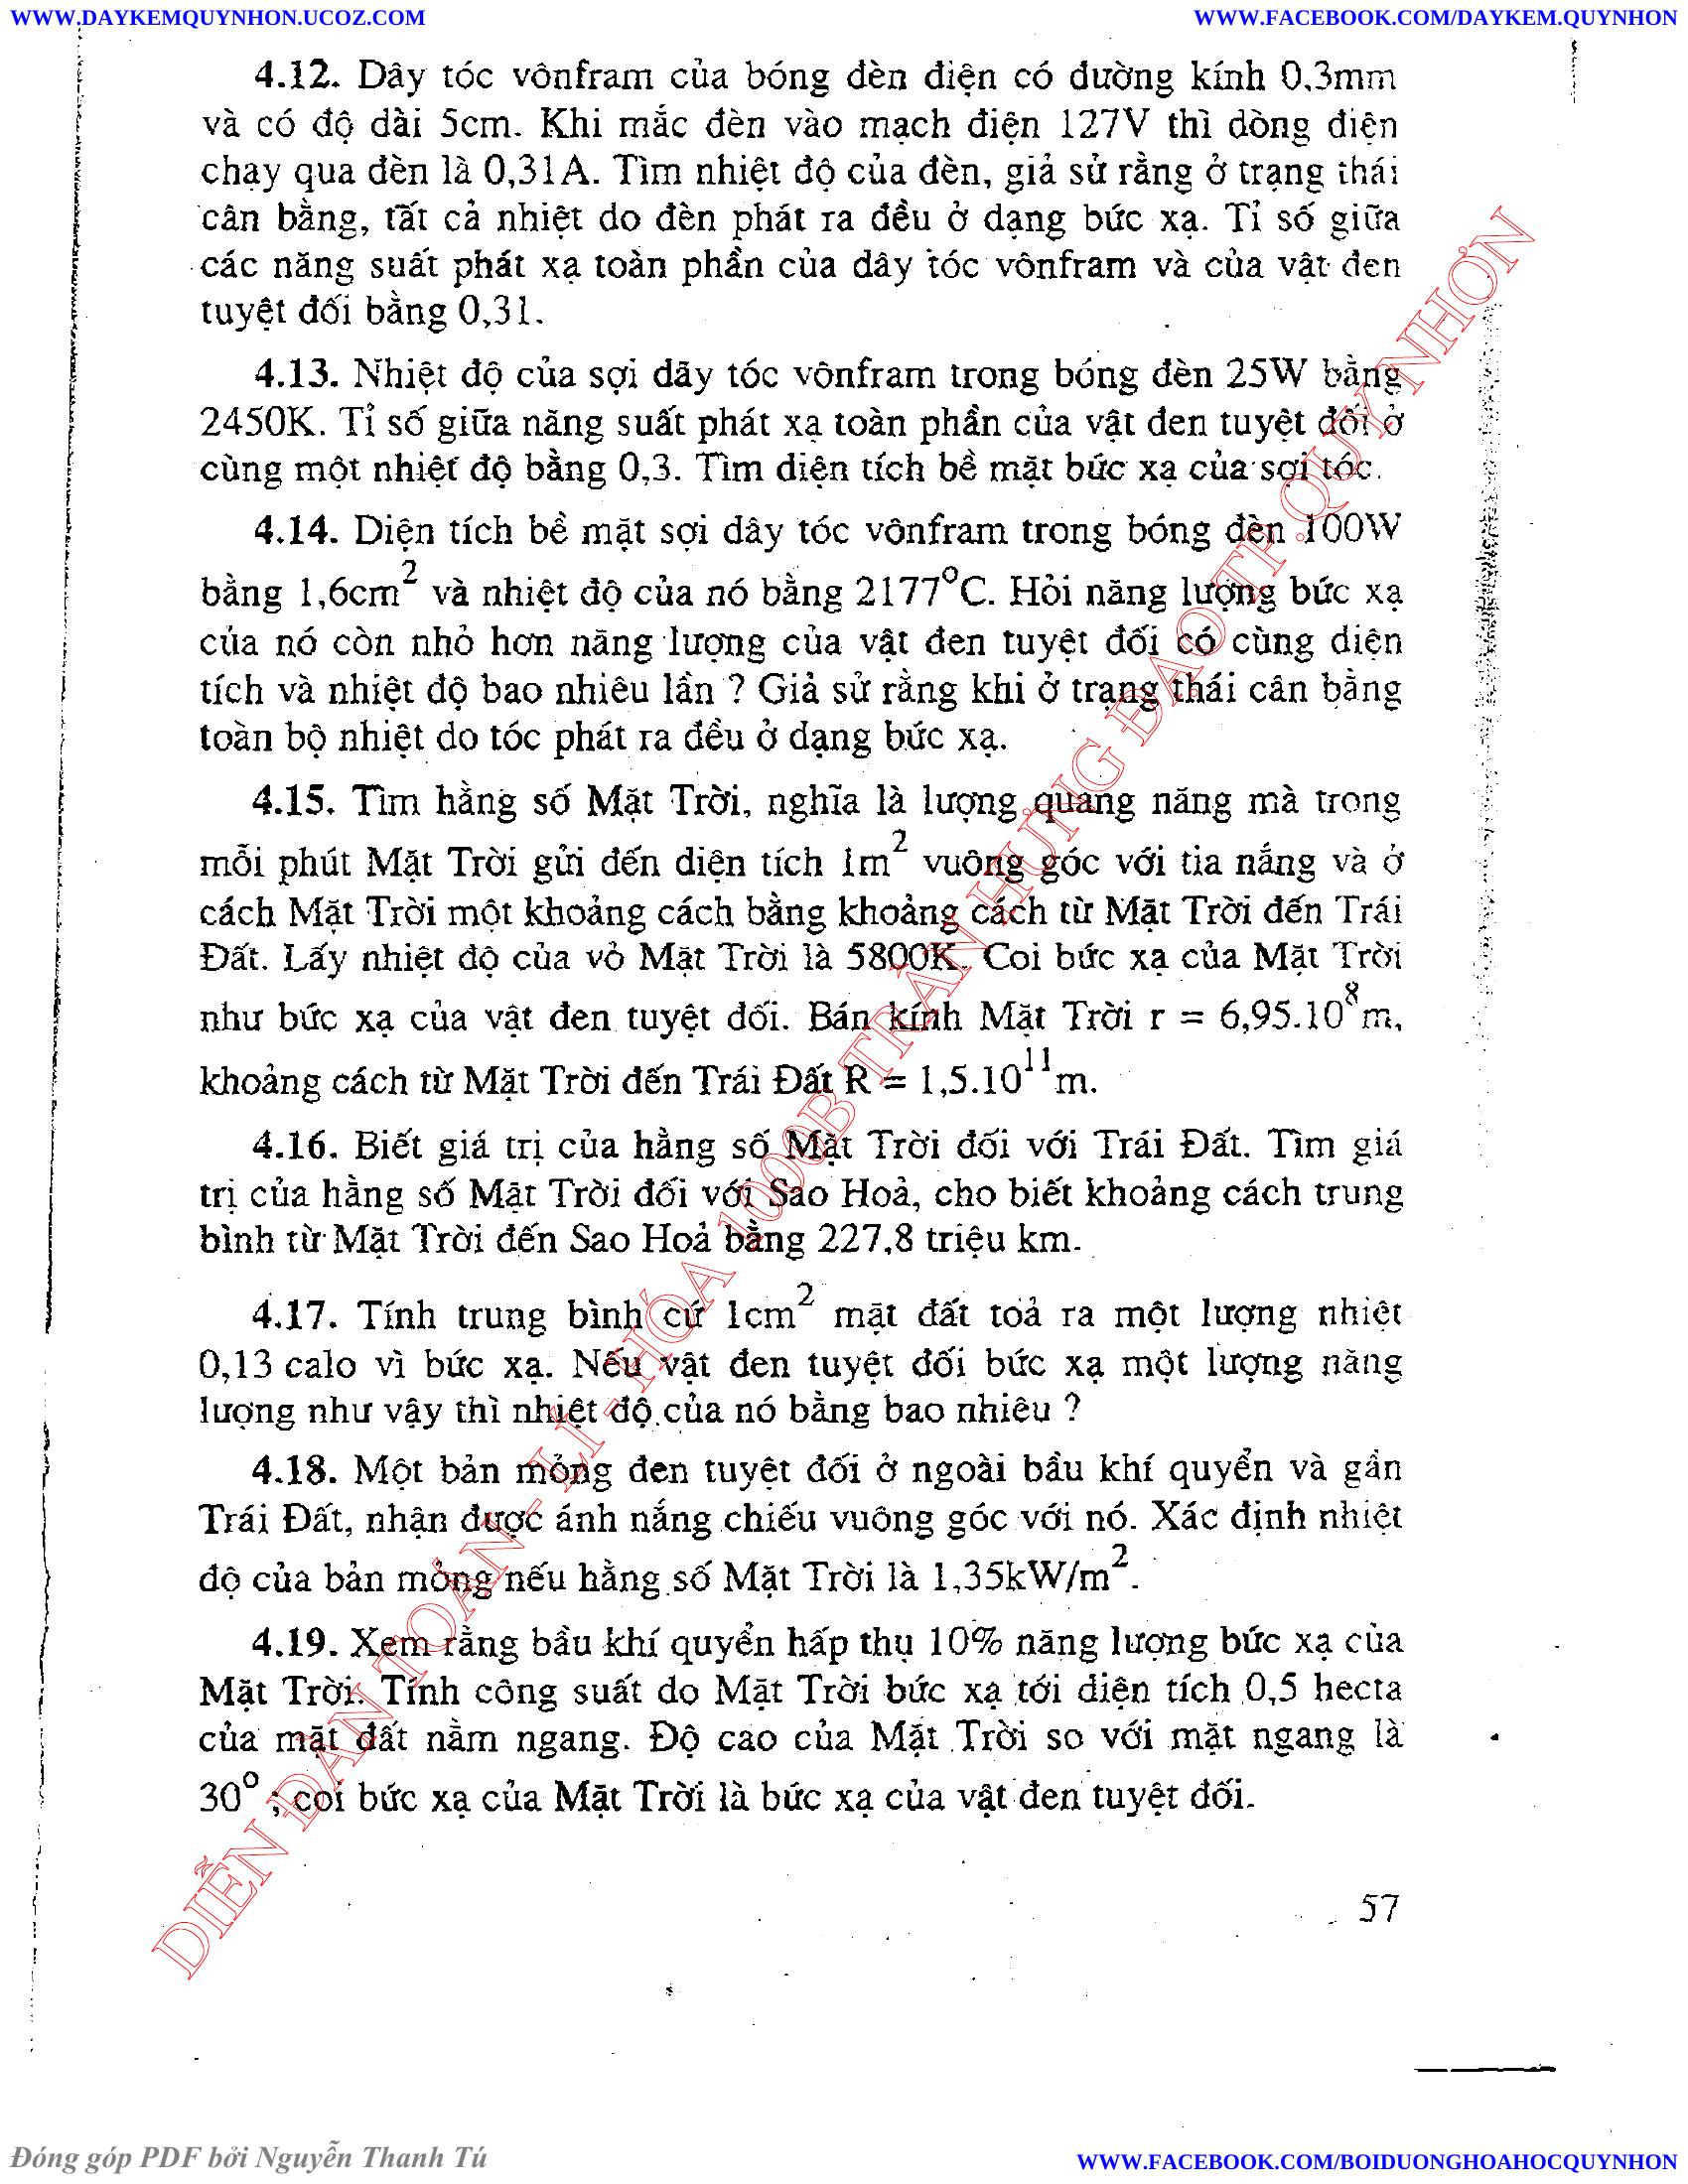 WWW.DAYKEMQUYNHON.UCOZ.COM
WWW.FACEBOOK.COM/DAYKEM.QUYNHON
4.12. Dây tóc vônfram của bóng đèn điện có đường kính 0,3mm
và có độ dài 5cm. Khi mắc đèn vào mạch điện 127V thì dòng điện
chạy qua đèn là 0,31A. Tìm nhiệt độ của đèn, giả sử rằng ở trạng thái
cân bằng, tất cả nhiệt do đèn phát ra đều ở dạng bức xạ. Tỉ số giữa
các năng suất phát xạ toàn phần của dây tóc vônfram và của vật đen
tuyệt đối bằng 0,31.
4.13. Nhiệt độ của sợi dây tóc vônfram trong bóng đèn 25W bằng
2450K. Tỉ số giữa năng suất phát xạ toàn phần của vật đen tuyệt đối ở
cùng một nhiệt độ bằng 0,3. Tìm diện tích bề mặt bức xạ của sợi tóc.
4.14. Diện tích bề mặt sợi dây tóc vônfram trong bóng đèn 100W
bằng 1,6cm² và nhiệt độ của nó bằng 2177°C. Hỏi năng lượng bức xạ
của nó còn nhỏ hơn năng lượng của vật đen tuyệt đối có cùng diện
tích và nhiệt độ bao nhiêu lần ? Giả sử rằng khi ở trạng thái cân bằng
toàn bộ nhiệt do tóc phát ra đều ở dạng bức xạ.
4.15. Tìm hằng số Mặt Trời, nghĩa là lượng quang năng mà trong
mỗi phút Mặt Trời gửi đến diện tích 1m² vuông góc với tia nắng và ở
cách Mặt Trời một khoảng cách bằng khoảng cách từ Mặt Trời đến Trái
Đất. Lấy nhiệt độ của vỏ Mặt Trời là 5800K. Coi bức xạ của Mặt Trời
như bức xạ của vật đen tuyệt đối. Bán kính Mặt Trời r = 6,95.10⁸m,
khoảng cách từ Mặt Trời đến Trái Đất R = 1,5.10¹¹m.
4.16. Biết giá trị của hằng số Mặt Trời đối với Trái Đất. Tìm giá
trị của hằng số Mặt Trời đối với Sao Hoả, cho biết khoảng cách trung
bình từ Mặt Trời đến Sao Hoả bằng 227,8 triệu km.
4.17. Tính trung bình cứ 1cm² mặt đất toả ra một lượng nhiệt
0,13 calo vì bức xạ. Nếu vật đen tuyệt đối bức xạ một lượng năng
lượng như vậy thì nhiệt độ của nó bằng bao nhiêu ?
4.18. Một bản mỏng đen tuyệt đối ở ngoài bầu khí quyển và gần
Trái Đất, nhận được ánh nắng chiếu vuông góc với nó. Xác định nhiệt
độ của bản mỏng nếu hằng số Mặt Trời là 1,35kW/m².
4.19. Xem rằng bầu khí quyển hấp thụ 10% năng lượng bức xạ của
Mặt Trời. Tính công suất do Mặt Trời bức xạ tới diện tích 0,5 hecta
của mặt đất nằm ngang. Độ cao của Mặt Trời so với mặt ngang là
30° ; coi bức xạ của Mặt Trời là bức xạ của vật đen tuyệt đối.
57
DIỄN ĐÀN TOÁN - LÍ - HÓA 1000B TRẦN HƯNG ĐẠO TP.QUY NHƠN
Đóng góp PDF bởi Nguyễn Thanh Tú
WWW.FACEBOOK.COM/BOIDUONGHOAHOCQUYNHON